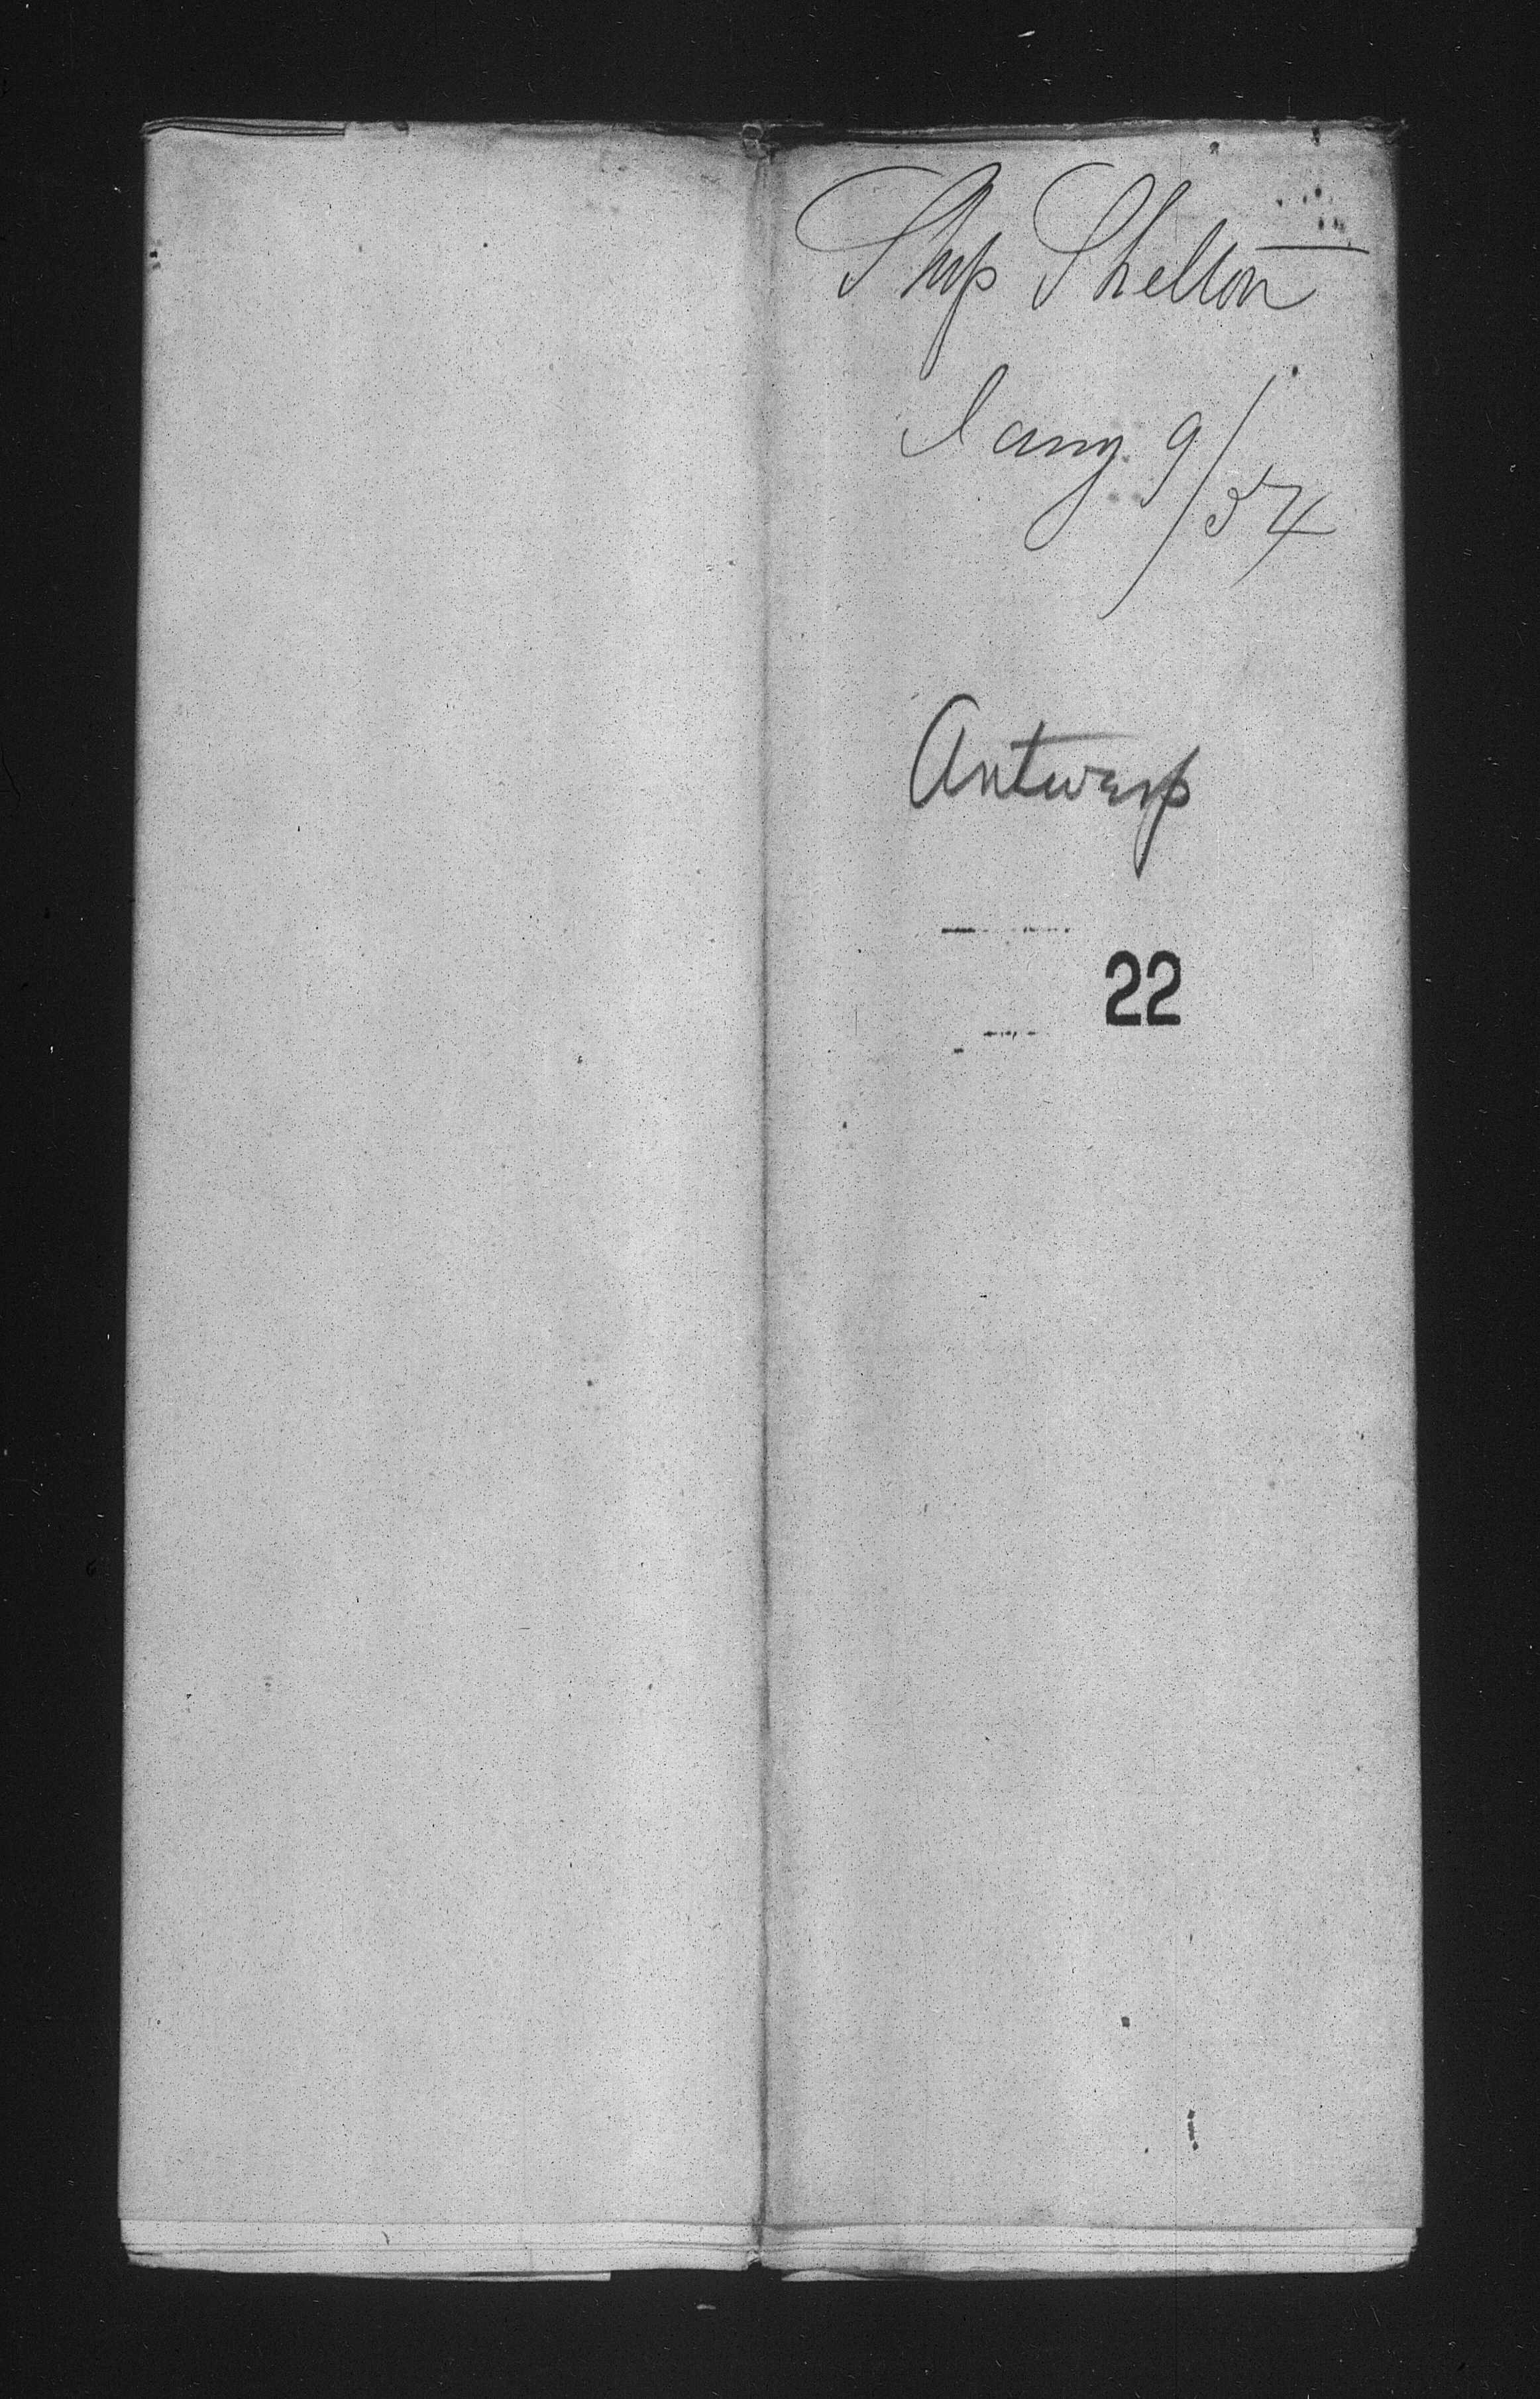 Ship Shelton
Jany. 9/54
Antwerp
22